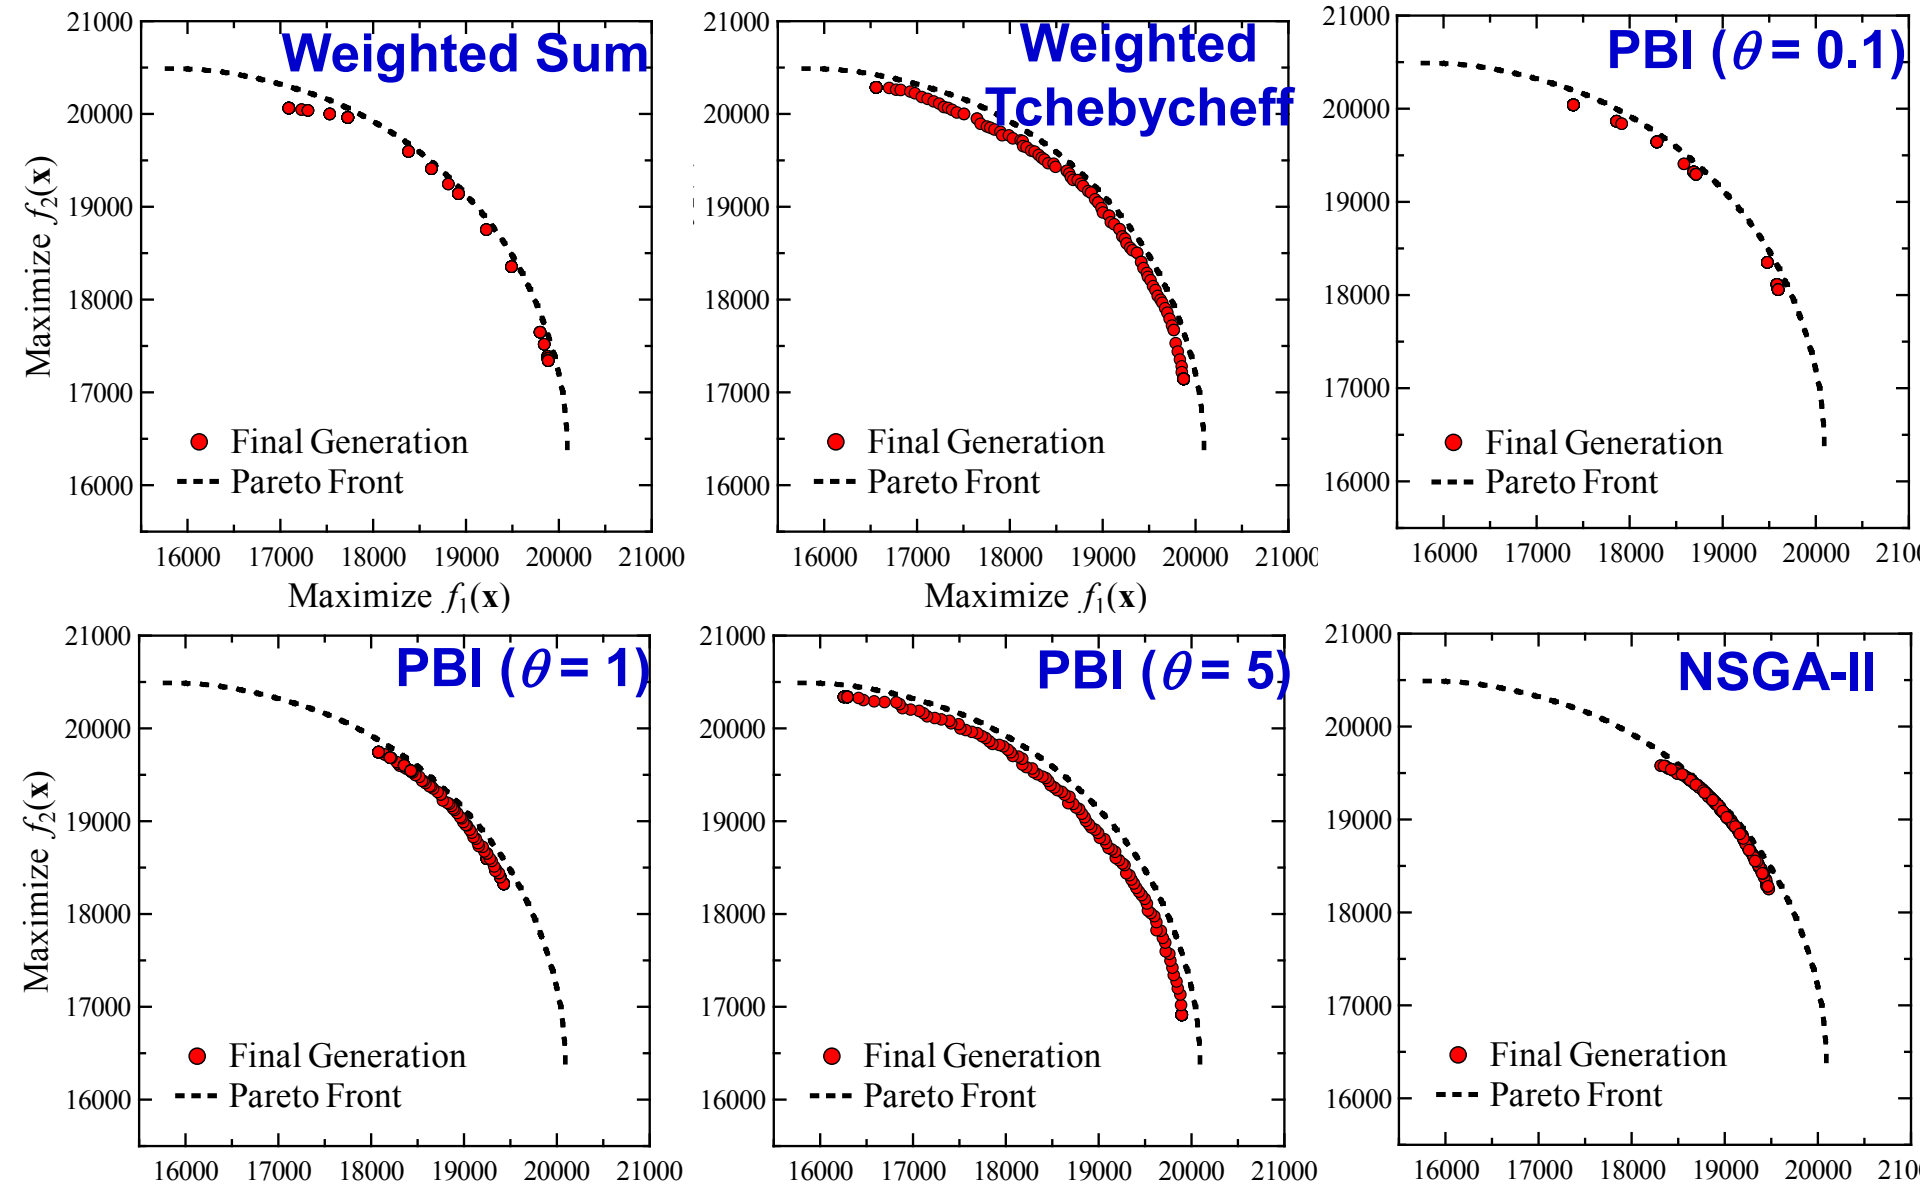 Weighted Sum
21000
20000
19000
18000
17000
16000
Maximize f2(x)
Final Generation
Pareto Front
16000 17000 18000 19000 20000 21000
Maximize f1(x)
Weighted
Tchebycheff
21000
20000
19000
18000
17000
16000
Final Generation
Pareto Front
16000 17000 18000 19000 20000 21000
Maximize f1(x)
PBI (θ = 0.1)
21000
20000
19000
18000
17000
16000
Final Generation
Pareto Front
16000 17000 18000 19000 20000 2100
PBI (θ = 1)
21000
20000
19000
18000
17000
16000
Maximize f2(x)
Final Generation
Pareto Front
16000 17000 18000 19000 20000 21000
PBI (θ = 5)
21000
20000
19000
18000
17000
16000
Final Generation
Pareto Front
16000 17000 18000 19000 20000 21000
NSGA-II
21000
20000
19000
18000
17000
16000
Final Generation
Pareto Front
16000 17000 18000 19000 20000 2100